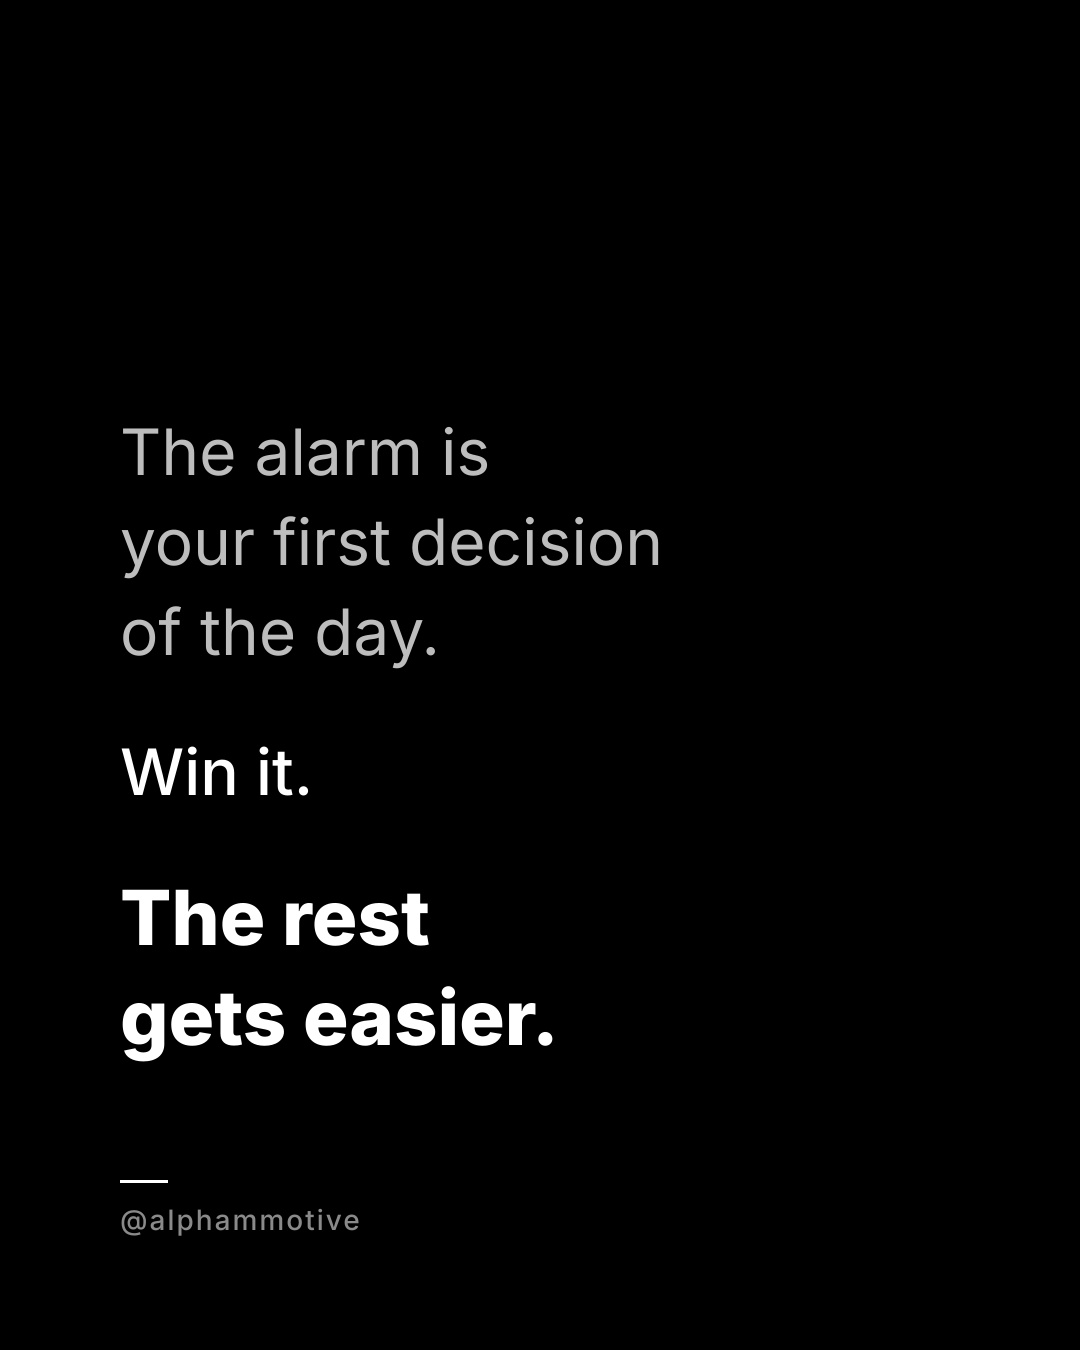 The alarm is
your first decision
of the day.
Win it.
The rest
gets easier.
@alphammotive